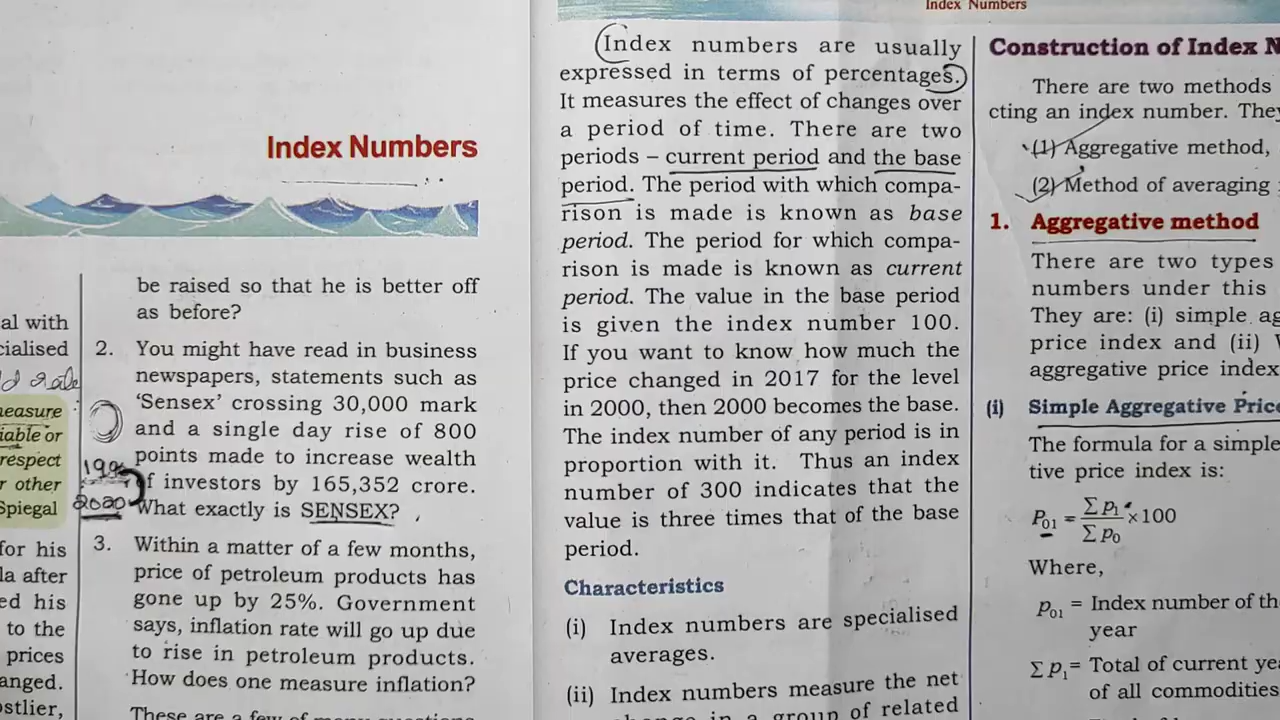 Index Numbers
al with
cialised
measure
iable or
respect
r other
Spiegal
for his
la after
ed his
to the
prices
anged.
ostlier,
be raised so that he is better off
as before?
2. You might have read in business
newspapers, statements such as
‘Sensex’ crossing 30,000 mark
and a single day rise of 800
points made to increase wealth
of investors by 165,352 crore.
What exactly is SENSEX?
2020
3. Within a matter of a few months,
price of petroleum products has
gone up by 25%. Government
says, inflation rate will go up due
to rise in petroleum products.
How does one measure inflation?
These are a few of many questions
Index Numbers
Index numbers are usually
expressed in terms of percentages.
It measures the effect of changes over
a period of time. There are two
periods – current period and the base
period. The period with which compa-
rison is made is known as base
period. The period for which compa-
rison is made is known as current
period. The value in the base period
is given the index number 100.
If you want to know how much the
price changed in 2017 for the level
in 2000, then 2000 becomes the base.
The index number of any period is in
proportion with it. Thus an index
number of 300 indicates that the
value is three times that of the base
period.
Characteristics
(i) Index numbers are specialised
averages.
(ii) Index numbers measure the net
change in a group of related
Construction of Index N
There are two methods
cting an index number. They
(1) Aggregative method,
(2) Method of averaging
1. Aggregative method
There are two types
numbers under this
They are: (i) simple ag
price index and (ii)
aggregative price index
(i) Simple Aggregative Price
The formula for a simple
tive price index is:
P01 = Σp1/Σp0 ×100
Where,
P01 = Index number of th
year
Σp1 = Total of current yea
of all commodities